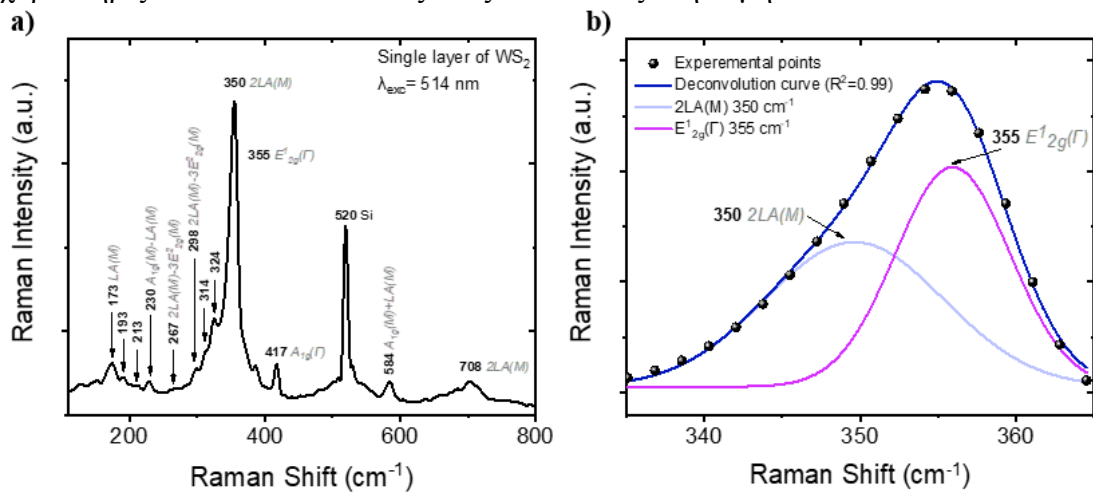 a)
Single layer of WS₂
λexc= 514 nm
350 2LA(M)
355 E¹₂g(Γ)
520 Si
173 LA(M)
193
213
230 A₁g(M)-LA(M)
267 2LA(M)-3E²₂g(M)
298 2LA(M)-3E²₂g(M)
314
324
417 A₁g(Γ)
584 A₁g(M)+LA(M)
708 2LA(M)
Raman Intensity (a.u.)
200 400 600 800
Raman Shift (cm⁻¹)
b)
Experemental points
Deconvolution curve (R²=0.99)
2LA(M) 350 cm⁻¹
E¹₂g(Γ) 355 cm⁻¹
355 E¹₂g(Γ)
350 2LA(M)
Raman Intensity (a.u.)
340 350 360
Raman Shift (cm⁻¹)